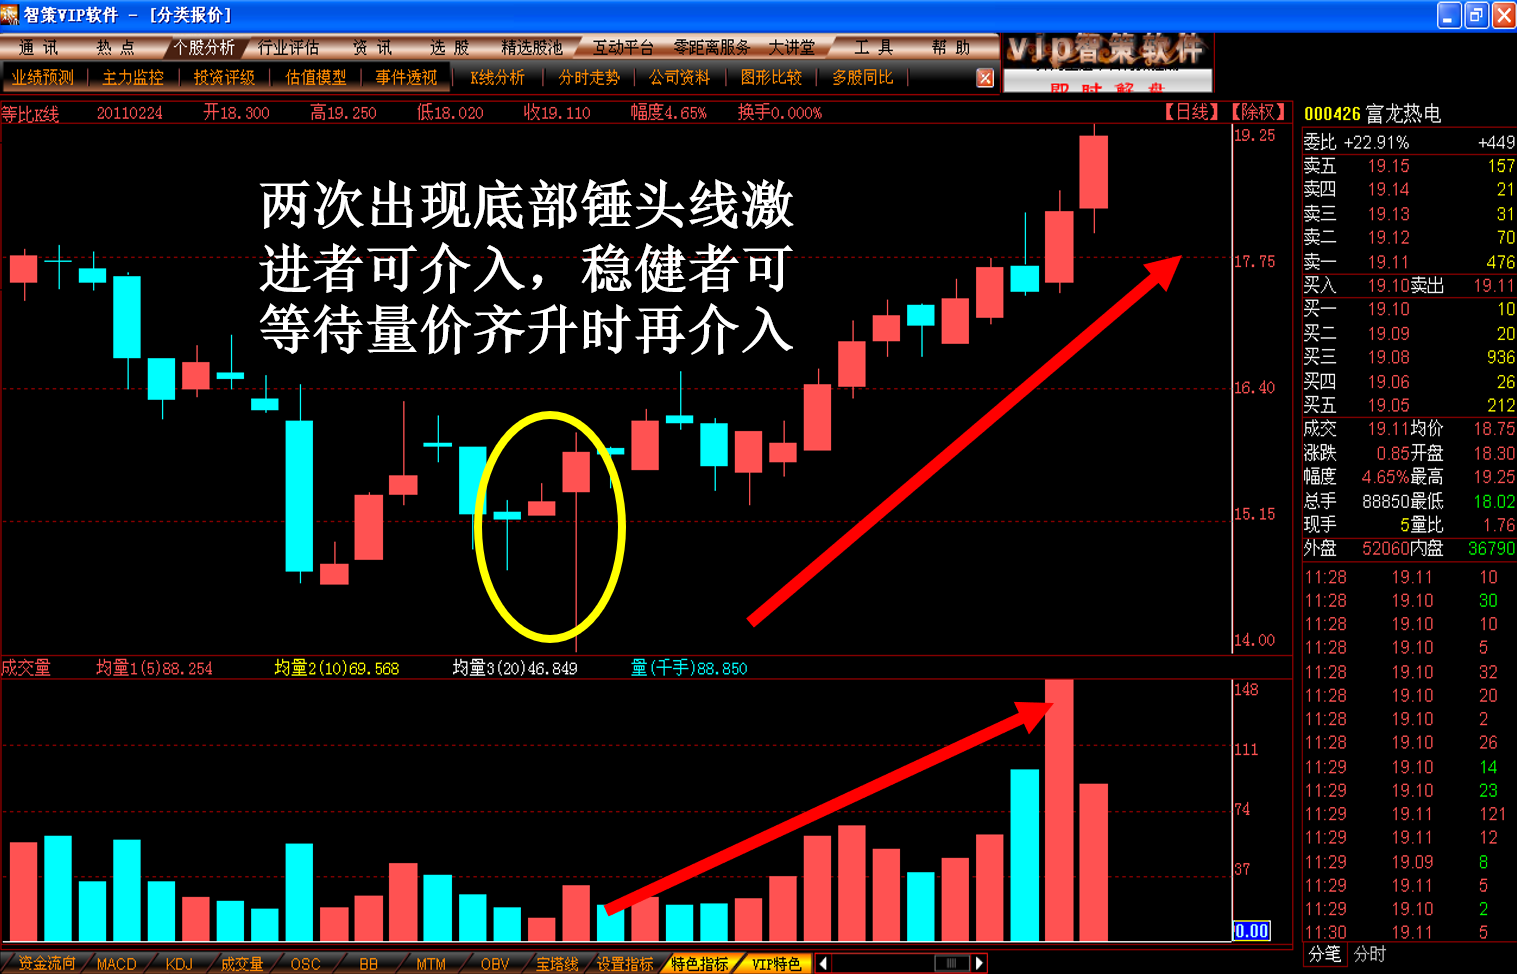 智策VIP软件 - [分类报价]
通 讯 热 点 个股分析 行业评估 资 讯 选 股 精选股池 互动平台 零距离服务 大讲堂 工 具 帮 助
vip智策软件
业绩预测 主力监控 投资评级 估值模型 事件透视 K线分析 分时走势 公司资料 图形比较 多股同比
即 时 解 盘
等比K线 20110224 开18.300 高19.250 低18.020 收19.110 幅度4.65% 换手0.000% 【日线】【除权】
两次出现底部锤头线激
进者可介入，稳健者可
等待量价齐升时再介入
19.25
17.75
16.40
15.15
14.00
成交量 均量1(5)88.254 均量2(10)69.568 均量3(20)46.849 量(千手)88.850
148
111
74
37
0.00
资金流向 MACD KDJ 成交量 OSC BB MTM OBV 宝塔线 设置指标 特色指标 VIP特色
000426 富龙热电
委比 +22.91% +449
卖五 19.15 157
卖四 19.14 21
卖三 19.13 31
卖二 19.12 70
卖一 19.11 476
买入 19.10 卖出 19.11
买一 19.10 10
买二 19.09 20
买三 19.08 936
买四 19.06 26
买五 19.05 212
成交 19.11 均价 18.75
涨跌 0.85 开盘 18.30
幅度 4.65% 最高 19.25
总手 88850 最低 18.02
现手 5 量比 1.76
外盘 52060 内盘 36790
11:28 19.11 10
11:28 19.10 30
11:28 19.10 10
11:28 19.10 5
11:28 19.10 32
11:28 19.10 20
11:28 19.10 2
11:28 19.10 26
11:29 19.10 14
11:29 19.10 23
11:29 19.11 121
11:29 19.11 12
11:29 19.09 8
11:29 19.11 5
11:29 19.10 2
11:30 19.11 5
分笔 分时